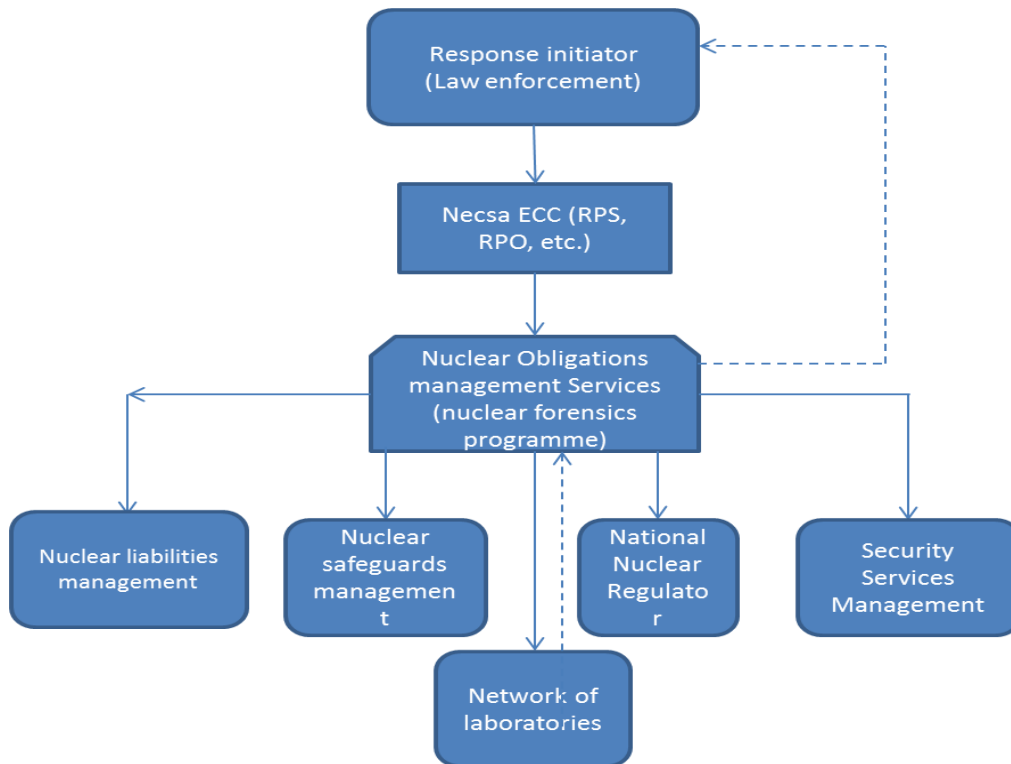 Response initiator
(Law enforcement)
Necsa ECC (RPS,
RPO, etc.)
Nuclear Obligations
management Services
(nuclear forensics
programme)
Nuclear liabilities
management
Nuclear
safeguards
managemen
t
National
Nuclear
Regulato
r
Security
Services
Management
Network of
laboratories